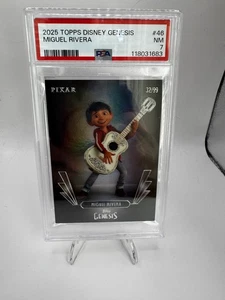 2025 TOPPS DISNEY GENESIS #46
MIGUEL RIVERA NM
PSA 7
118031683
PIXAR 32/99
MIGUEL RIVERA
GENESIS